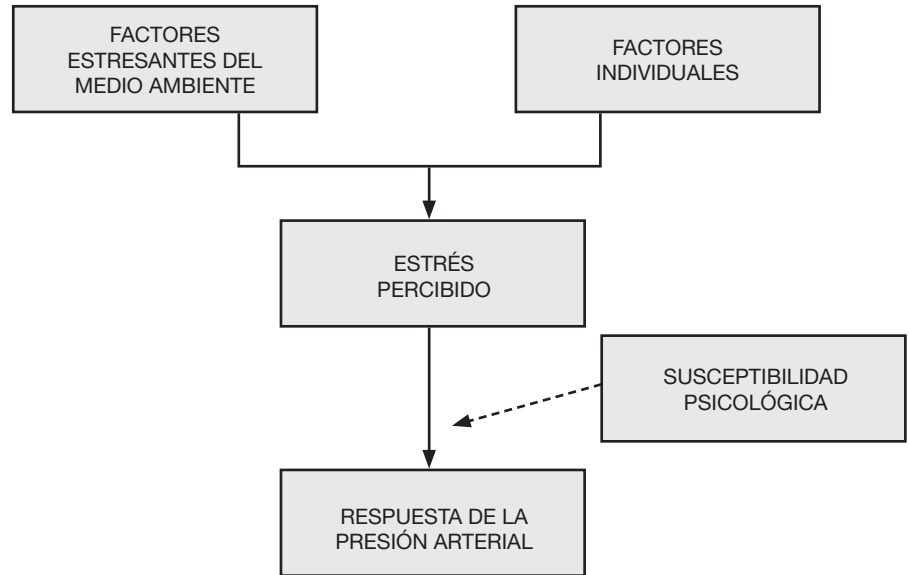 FACTORES
ESTRESANTES DEL
MEDIO AMBIENTE
FACTORES
INDIVIDUALES
ESTRÉS
PERCIBIDO
SUSCEPTIBILIDAD
PSICOLÓGICA
RESPUESTA DE LA
PRESIÓN ARTERIAL